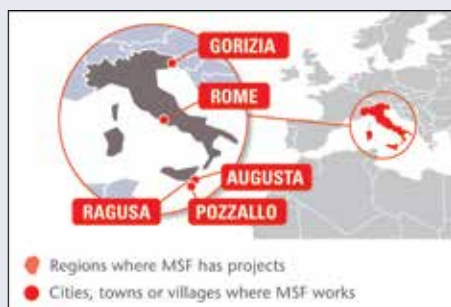 GORIZIA
ROME
AUGUSTA
RAGUSA
POZZALLO
Regions where MSF has projects
Cities, towns or villages where MSF works